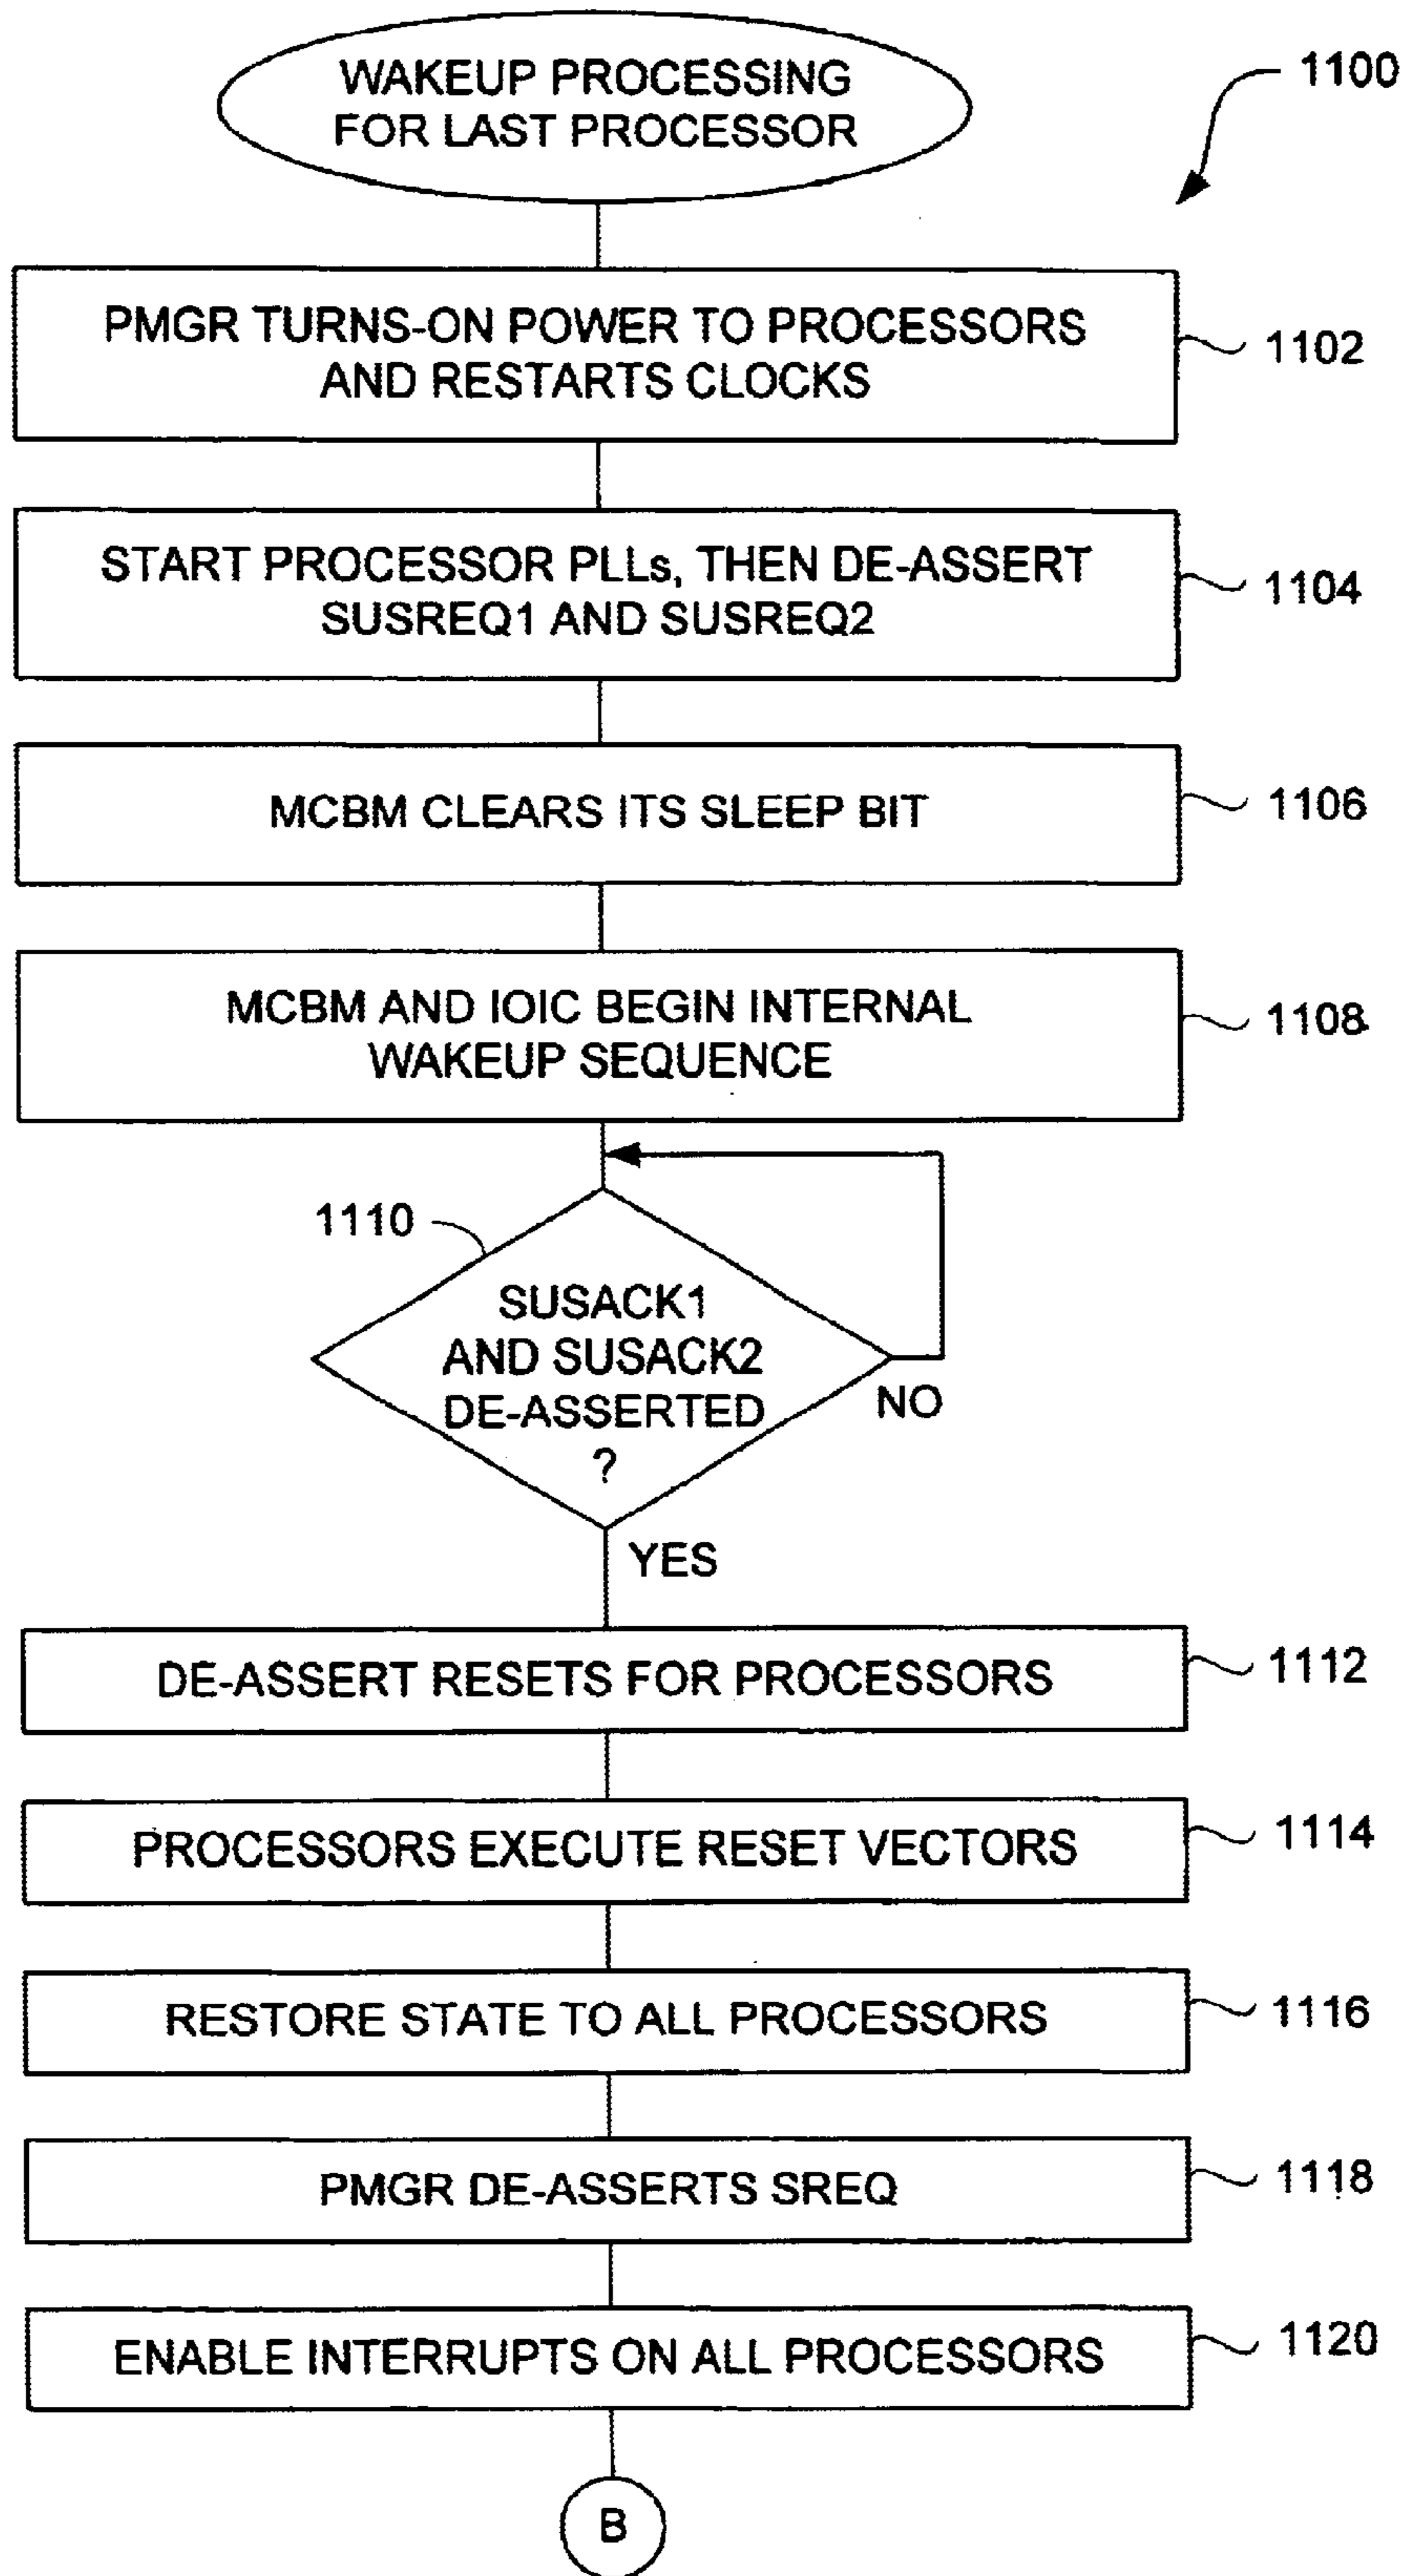 WAKEUP PROCESSING
FOR LAST PROCESSOR
1100
PMGR TURNS-ON POWER TO PROCESSORS
AND RESTARTS CLOCKS
1102
START PROCESSOR PLLs, THEN DE-ASSERT
SUSREQ1 AND SUSREQ2
1104
MCBM CLEARS ITS SLEEP BIT
1106
MCBM AND IOIC BEGIN INTERNAL
WAKEUP SEQUENCE
1108
1110
SUSACK1
AND SUSACK2
DE-ASSERTED
?
NO
YES
DE-ASSERT RESETS FOR PROCESSORS
1112
PROCESSORS EXECUTE RESET VECTORS
1114
RESTORE STATE TO ALL PROCESSORS
1116
PMGR DE-ASSERTS SREQ
1118
ENABLE INTERRUPTS ON ALL PROCESSORS
1120
B